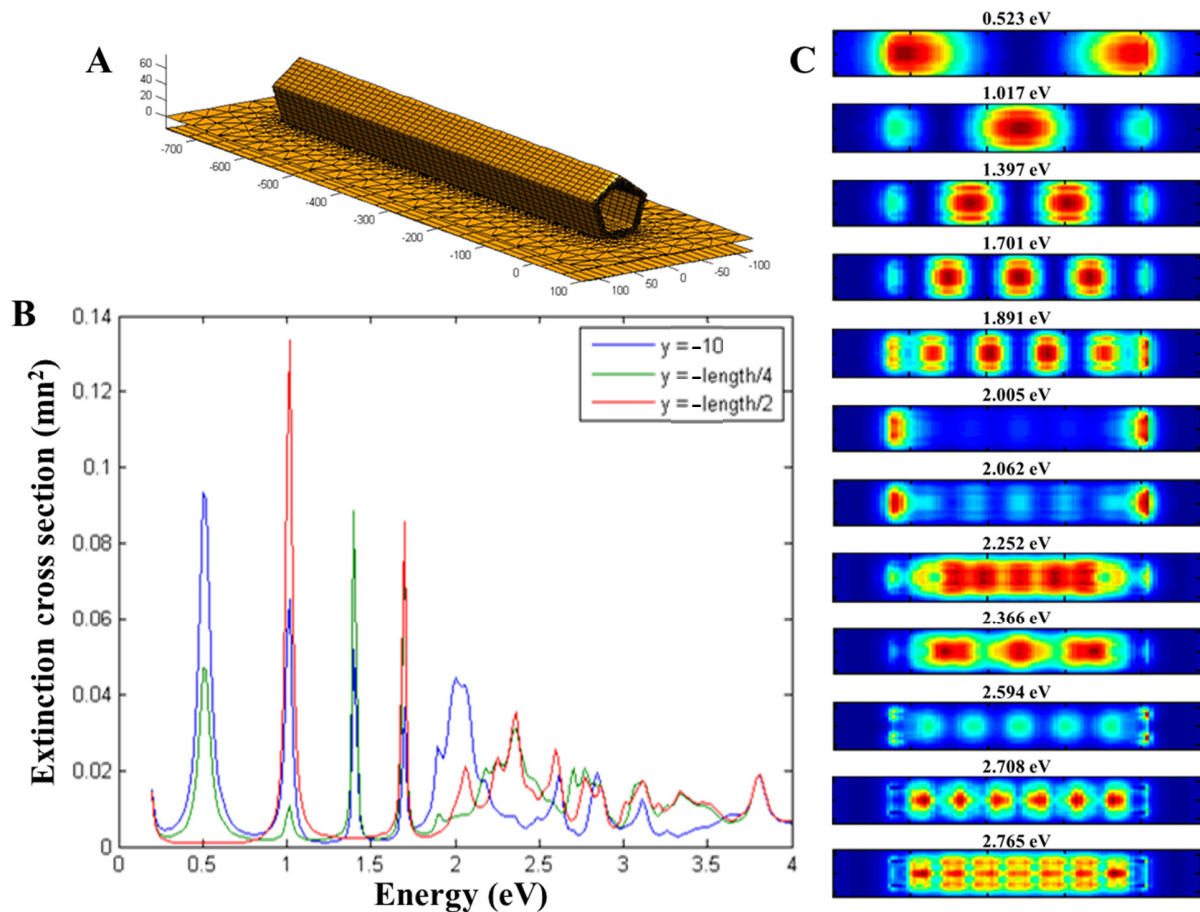 A
60
40
20
0
-700
-600
-500
-400
-300
-200
-100
0
100
100
50
0
-50
-100
B
Extinction cross section (mn²)
0.14
0.12
0.1
0.08
0.06
0.04
0.02
0
0
0.5
1
1.5
2
2.5
3
3.5
4
Energy (eV)
y = -10
y = -length/4
y = -length/2
C
0.523 eV
1.017 eV
1.397 eV
1.701 eV
1.891 eV
2.005 eV
2.062 eV
2.252 eV
2.366 eV
2.594 eV
2.708 eV
2.765 eV